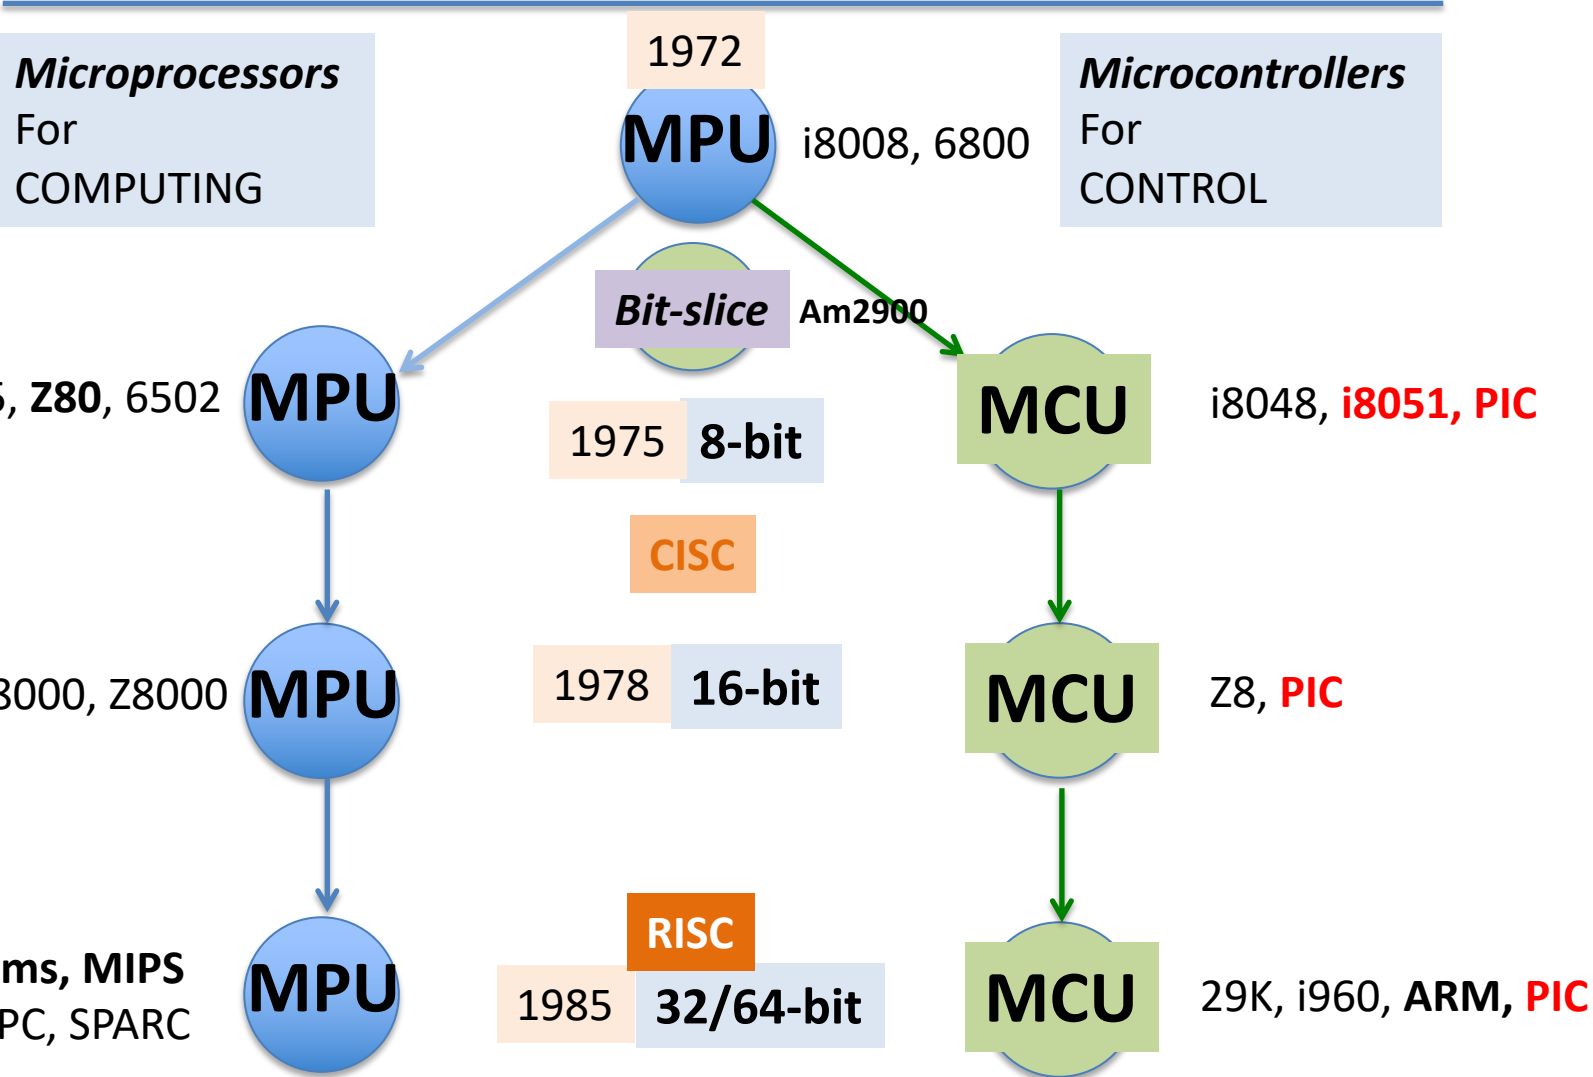 1972
Microprocessors
For
COMPUTING
MPU
i8008, 6800
Microcontrollers
For
CONTROL
Bit-slice
Am2900
Z80, 6502
MPU
1975
8-bit
MCU
i8048, i8051, PIC
CISC
8000, Z8000
MPU
1978
16-bit
MCU
Z8, PIC
RISC
ms, MIPS
PC, SPARC
MPU
1985
32/64-bit
MCU
29K, i960, ARM, PIC